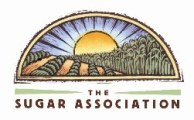 THE
SUGAR ASSOCIATION